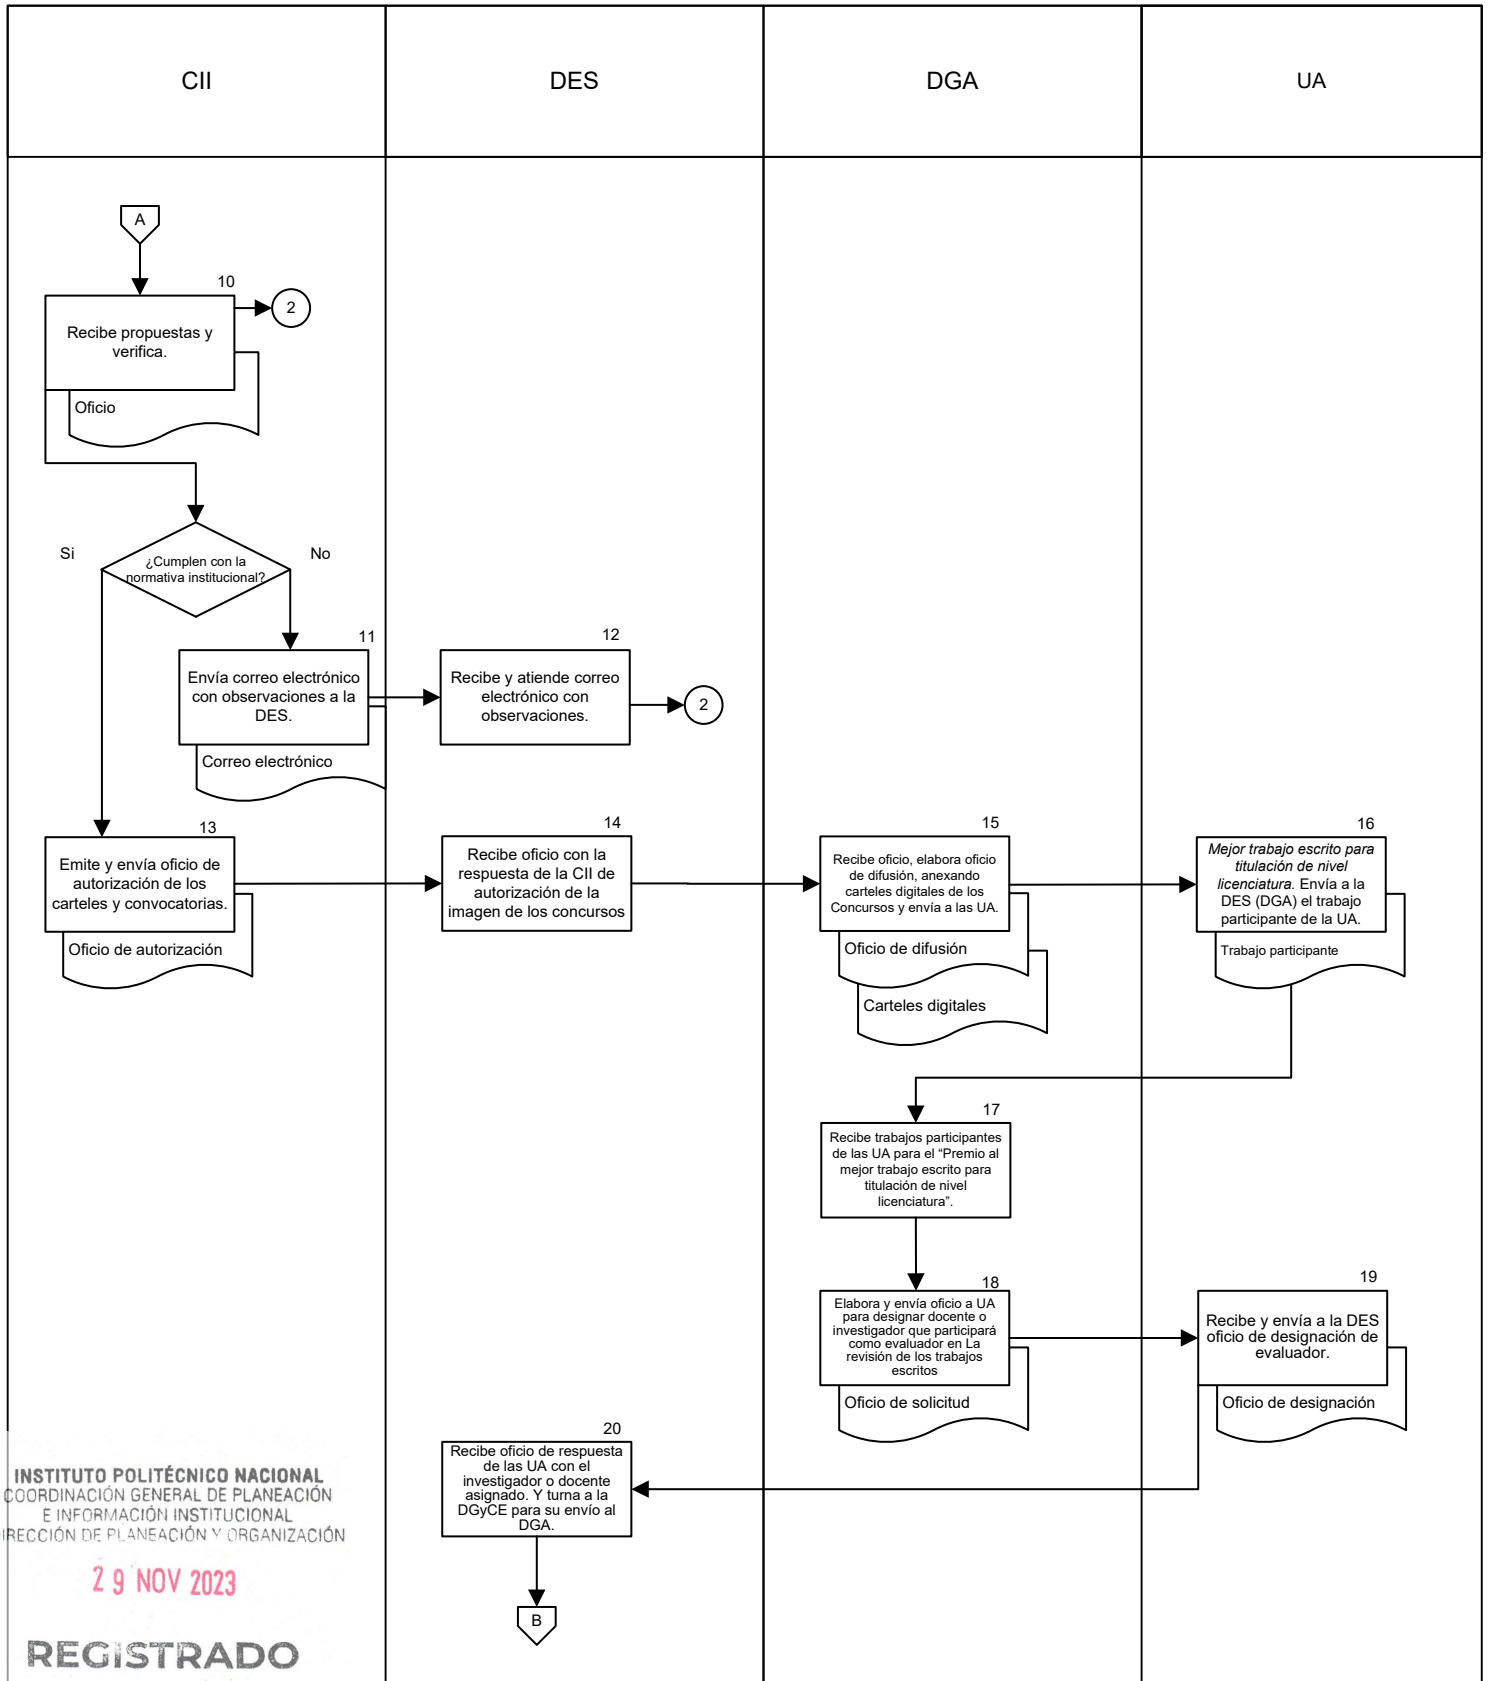 CII
DES
DGA
UA
A
10
2
Recibe propuestas y
verifica.
Oficio
Si
¿Cumplen con la
normativa institucional?
No
11
Envía correo electrónico
con observaciones a la
DES.
Correo electrónico
12
Recibe y atiende correo
electrónico con
observaciones.
2
13
Emite y envía oficio de
autorización de los
carteles y convocatorias.
Oficio de autorización
14
Recibe oficio con la
respuesta de la CII de
autorización de la
imagen de los concursos
15
Recibe oficio, elabora oficio
de difusión, anexando
carteles digitales de los
Concursos y envía a las UA.
Oficio de difusión
Carteles digitales
16
Mejor trabajo escrito para
titulación de nivel
licenciatura. Envía a la
DES (DGA) el trabajo
participante de la UA.
Trabajo participante
17
Recibe trabajos participantes
de las UA para el “Premio al
mejor trabajo escrito para
titulación de nivel
licenciatura”.
18
Elabora y envía oficio a UA
para designar docente o
investigador que participará
como evaluador en La
revisión de los trabajos
escritos
Oficio de solicitud
19
Recibe y envía a la DES
oficio de designación de
evaluador.
Oficio de designación
20
Recibe oficio de respuesta
de las UA con el
investigador o docente
asignado. Y turna a la
DGyCE para su envío al
DGA.
B
INSTITUTO POLITÉCNICO NACIONAL
COORDINACIÓN GENERAL DE PLANEACIÓN
E INFORMACIÓN INSTITUCIONAL
IRECCIÓN DE PLANEACIÓN Y ORGANIZACIÓN
29 NOV 2023
REGISTRADO